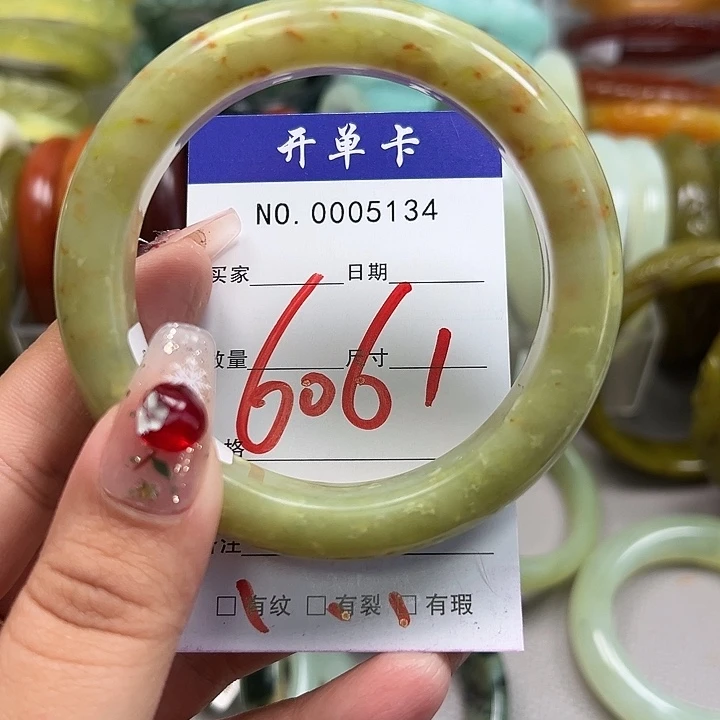 开单卡
NO. 0005134
买家 日期
数量 尺寸
6061
格
注
□有纹 □有裂 □有瑕